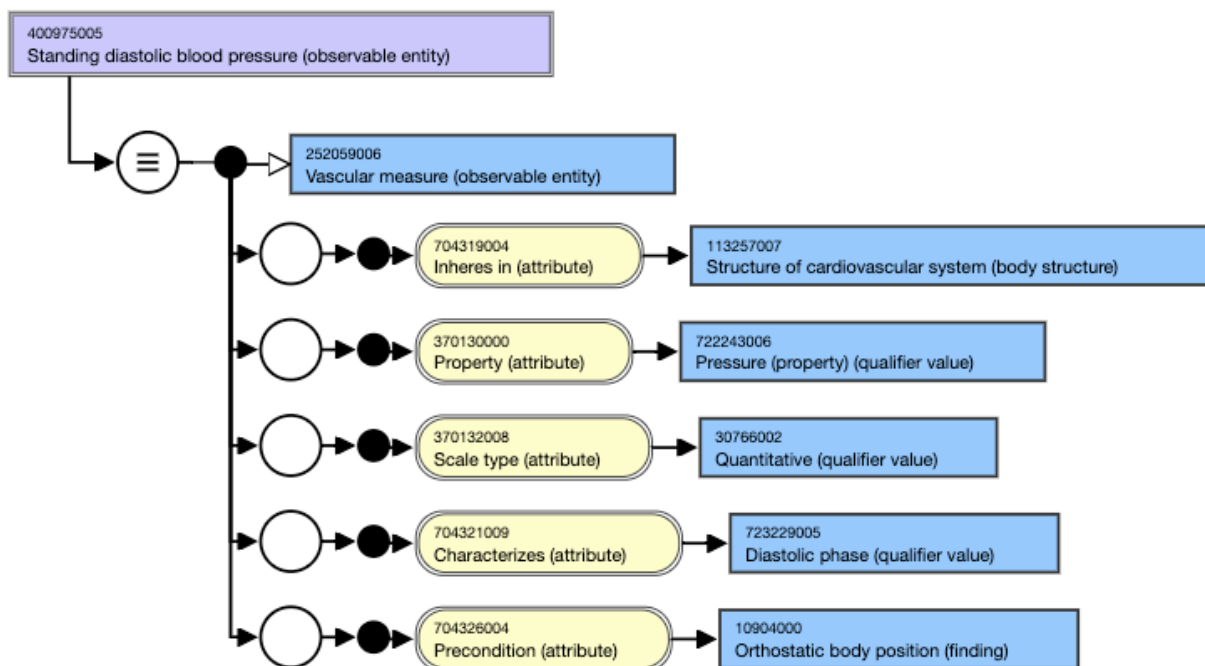 400975005
Standing diastolic blood pressure (observable entity)
252059006
Vascular measure (observable entity)
704319004
Inheres in (attribute)
113257007
Structure of cardiovascular system (body structure)
370130000
Property (attribute)
722243006
Pressure (property) (qualifier value)
370132008
Scale type (attribute)
30766002
Quantitative (qualifier value)
704321009
Characterizes (attribute)
723229005
Diastolic phase (qualifier value)
704326004
Precondition (attribute)
10904000
Orthostatic body position (finding)